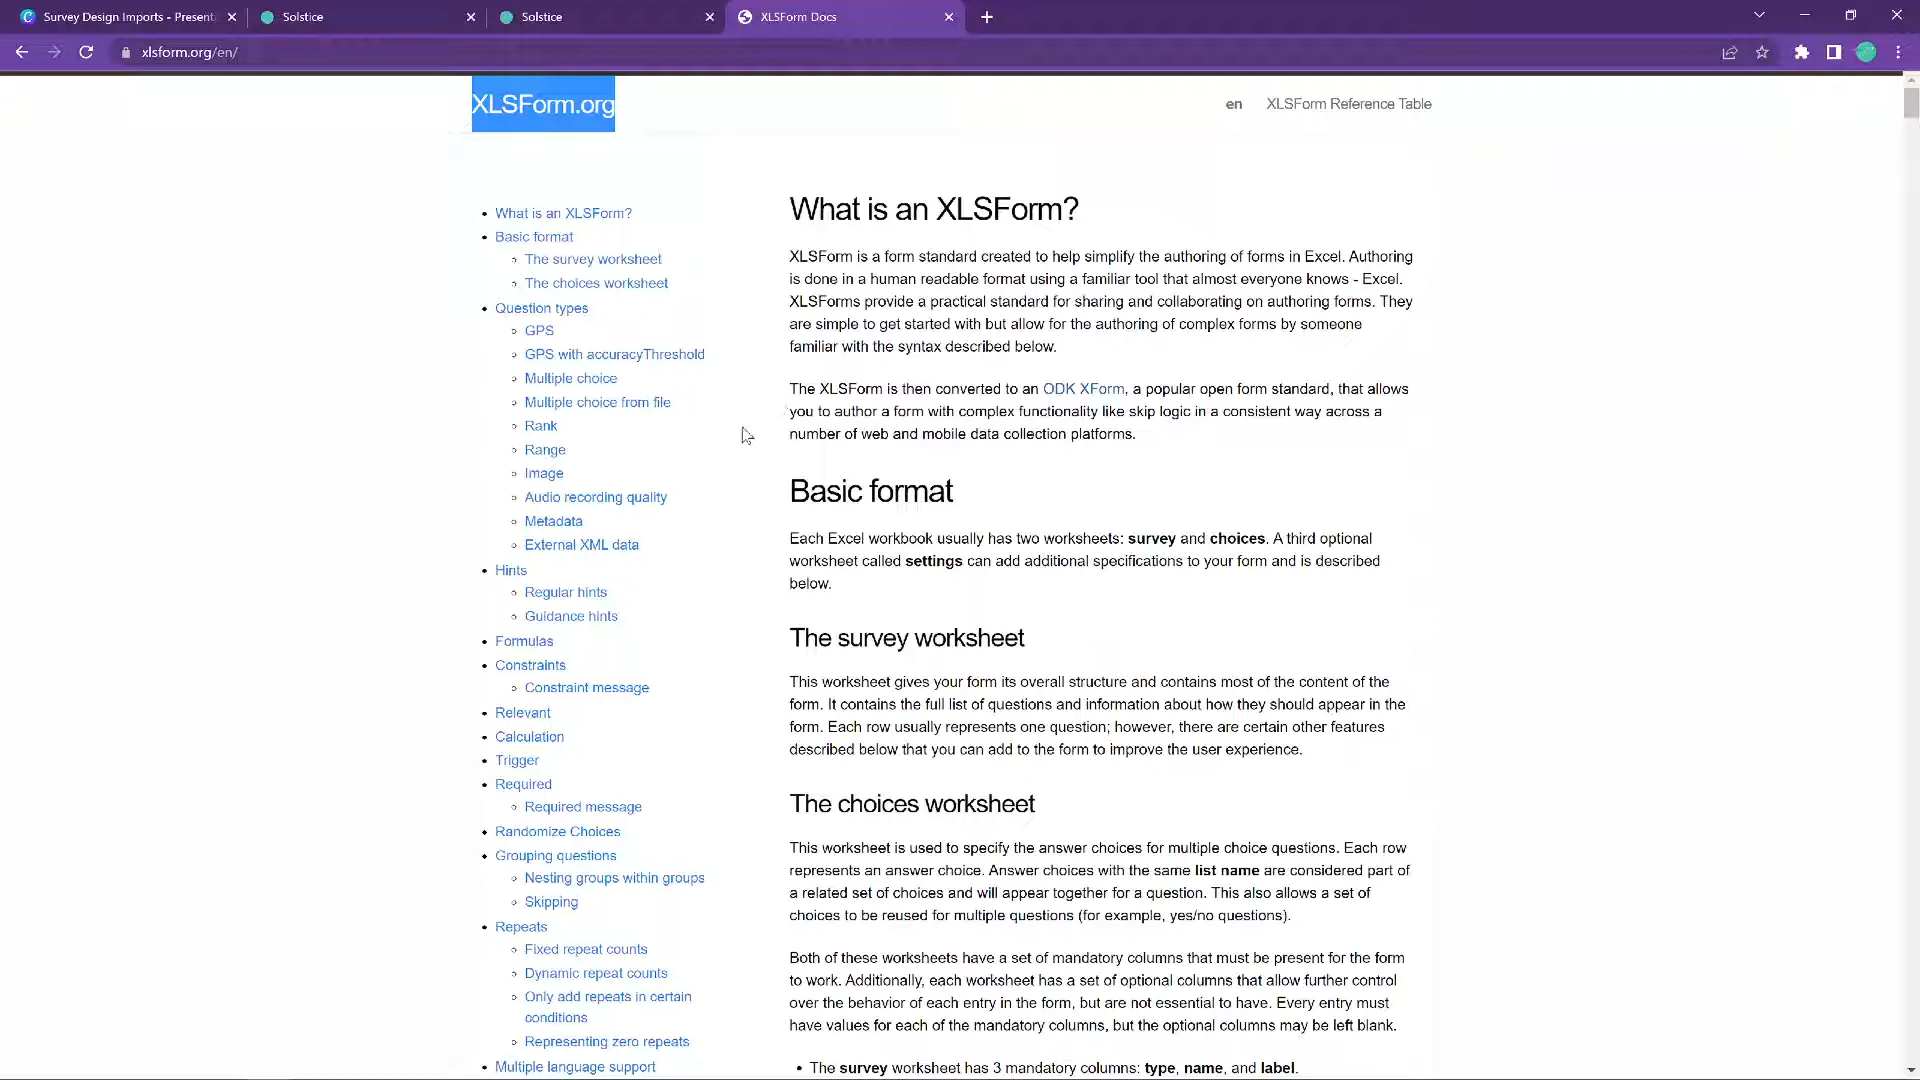 Survey Design Imports - Present
Solstice
Solstice
XLSForm Docs
xlsform.org/en/
XLSForm.org
en
XLSForm Reference Table
What is an XLSForm?
Basic format
The survey worksheet
The choices worksheet
Question types
GPS
GPS with accuracyThreshold
Multiple choice
Multiple choice from file
Rank
Range
Image
Audio recording quality
Metadata
External XML data
Hints
Regular hints
Guidance hints
Formulas
Constraints
Constraint message
Relevant
Calculation
Trigger
Required
Required message
Randomize Choices
Grouping questions
Nesting groups within groups
Skipping
Repeats
Fixed repeat counts
Dynamic repeat counts
Only add repeats in certain
conditions
Representing zero repeats
Multiple language support
What is an XLSForm?
XLSForm is a form standard created to help simplify the authoring of forms in Excel. Authoring
is done in a human readable format using a familiar tool that almost everyone knows - Excel.
XLSForms provide a practical standard for sharing and collaborating on authoring forms. They
are simple to get started with but allow for the authoring of complex forms by someone
familiar with the syntax described below.
The XLSForm is then converted to an ODK XForm, a popular open form standard, that allows
you to author a form with complex functionality like skip logic in a consistent way across a
number of web and mobile data collection platforms.
Basic format
Each Excel workbook usually has two worksheets: survey and choices. A third optional
worksheet called settings can add additional specifications to your form and is described
below.
The survey worksheet
This worksheet gives your form its overall structure and contains most of the content of the
form. It contains the full list of questions and information about how they should appear in the
form. Each row usually represents one question; however, there are certain other features
described below that you can add to the form to improve the user experience.
The choices worksheet
This worksheet is used to specify the answer choices for multiple choice questions. Each row
represents an answer choice. Answer choices with the same list name are considered part of
a related set of choices and will appear together for a question. This also allows a set of
choices to be reused for multiple questions (for example, yes/no questions).
Both of these worksheets have a set of mandatory columns that must be present for the form
to work. Additionally, each worksheet has a set of optional columns that allow further control
over the behavior of each entry in the form, but are not essential to have. Every entry must
have values for each of the mandatory columns, but the optional columns may be left blank.
The survey worksheet has 3 mandatory columns: type, name, and label.